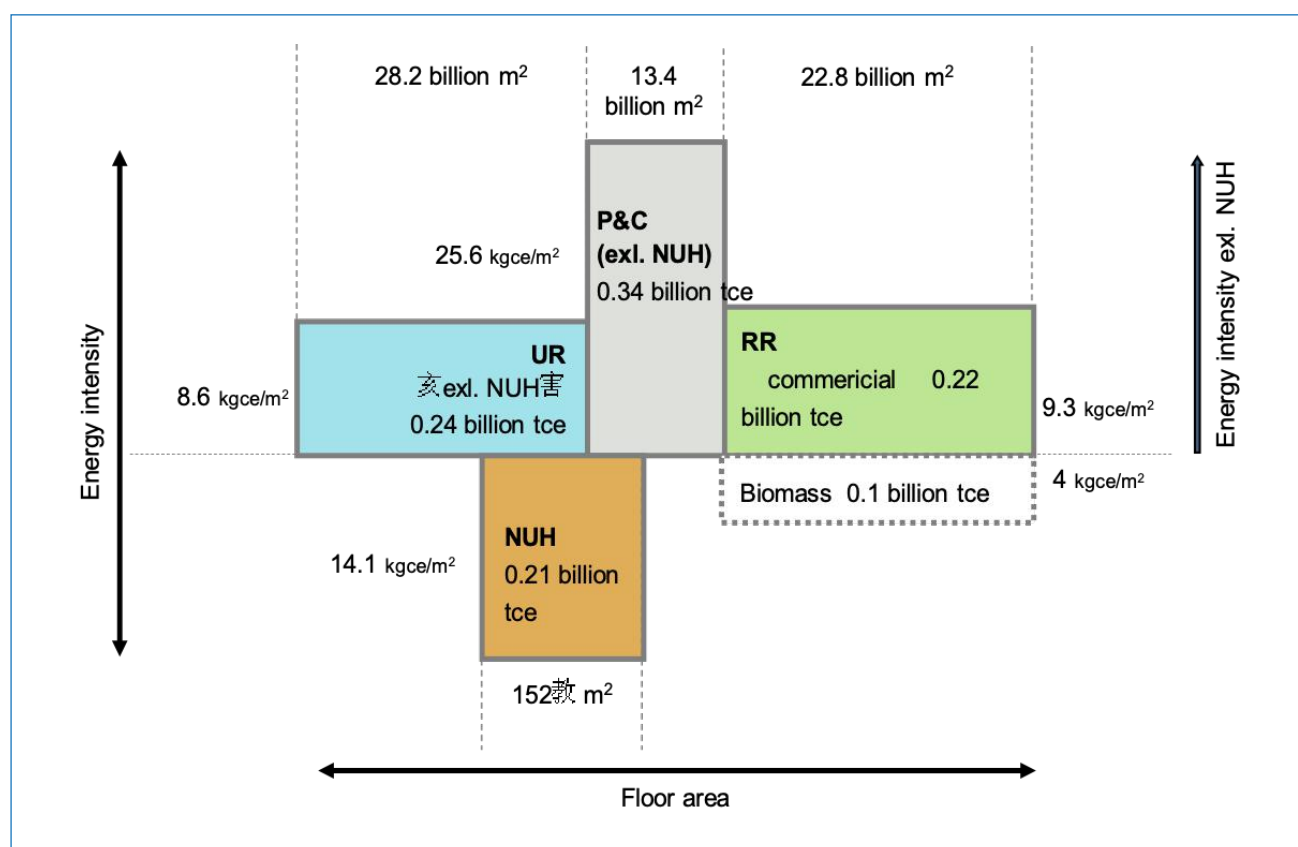 28.2 billion m²
13.4
billion m²
22.8 billion m²
Energy intensity
Energy intensity exl. NUH
25.6 kgce/m²
P&C
(exl. NUH)
0.34 billion tce
8.6 kgce/m²
UR
亥exl. NUH害
0.24 billion tce
RR
commericial 0.22
billion tce
9.3 kgce/m²
Biomass 0.1 billion tce
4 kgce/m²
14.1 kgce/m²
NUH
0.21 billion
tce
152教 m²
Floor area